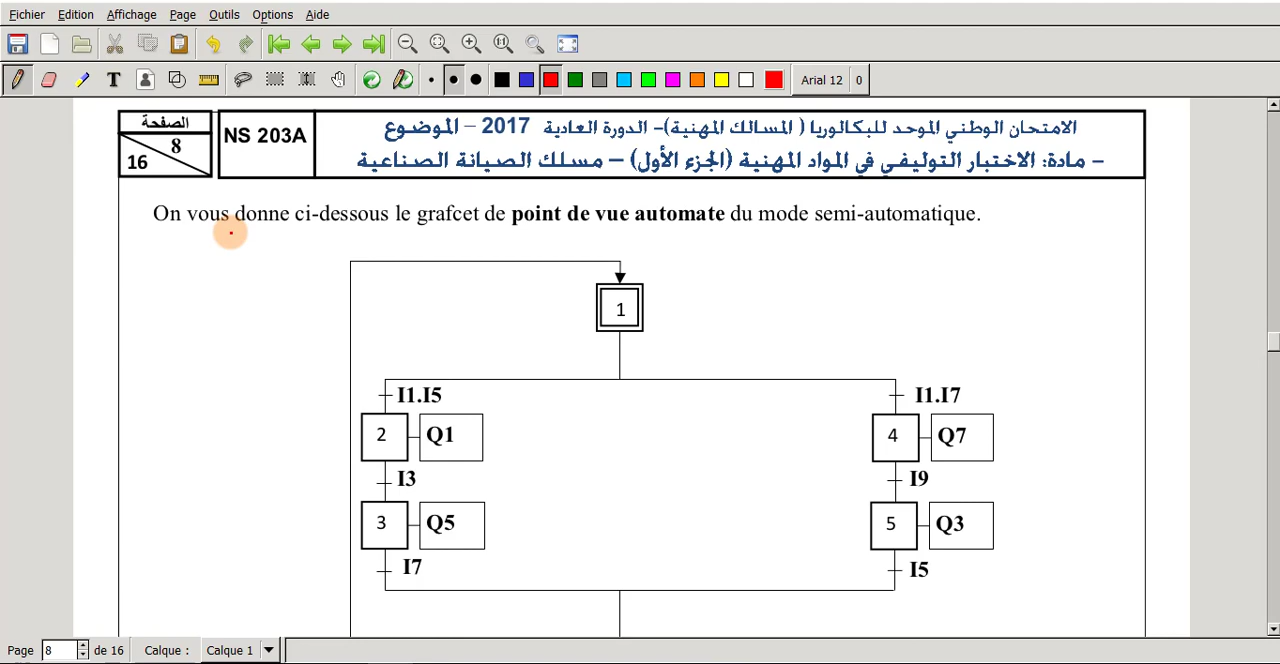 Fichier Edition Affichage Page Outils Options Aide
Arial 12 0
الصفحة
8
16
NS 203A
الامتحان الوطني الموحد للبكالوريا ( المسالك المهنية)– الدورة العادية 2017 – الموضوع
– مادة: الاختبار التوليفي في المواد المهنية (الجزء الأول) – مسلك الصيانة الصناعية
On vous donne ci-dessous le grafcet de point de vue automate du mode semi-automatique.
1
I1.I5 I1.I7
2 Q1 4 Q7
I3 I9
3 Q5 5 Q3
I7 I5
Page 8 de 16 Calque : Calque 1